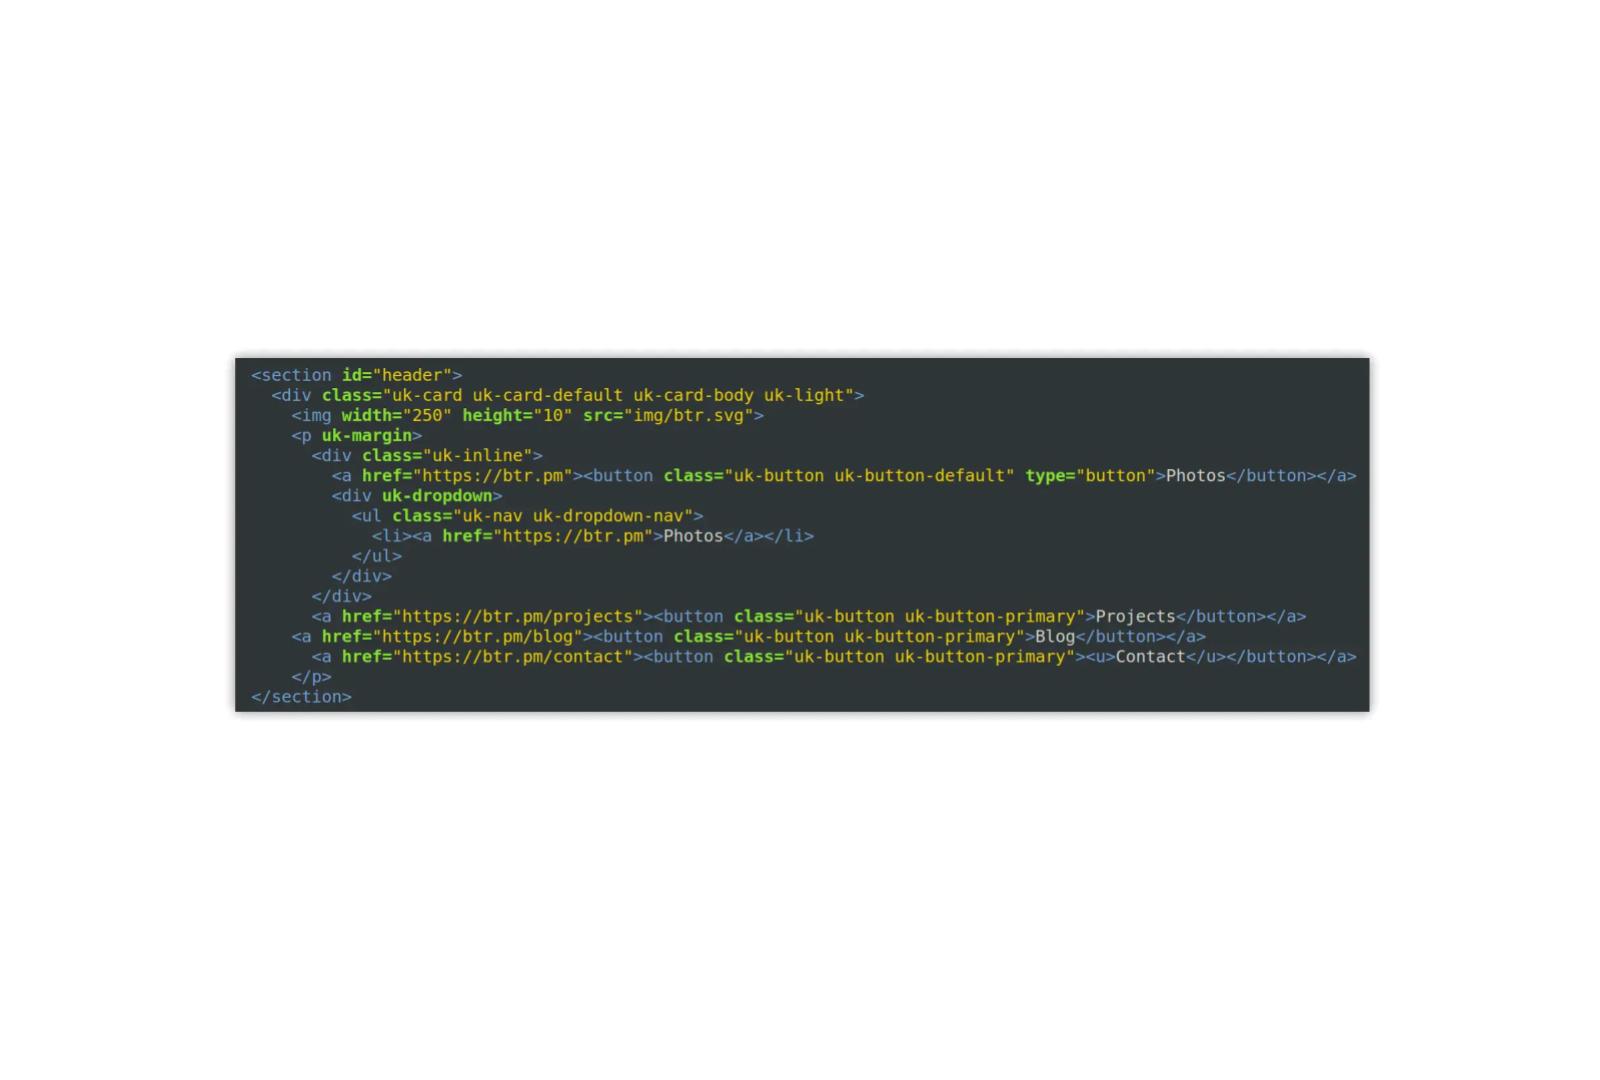 <section id="header">
  <div class="uk-card uk-card-default uk-card-body uk-light">
    <img width="250" height="10" src="img/btr.svg">
    <p uk-margin>
      <div class="uk-inline">
        <a href="https://btr.pm"><button class="uk-button uk-button-default" type="button">Photos</button></a>
        <div uk-dropdown>
          <ul class="uk-nav uk-dropdown-nav">
            <li><a href="https://btr.pm">Photos</a></li>
          </ul>
        </div>
      </div>
      <a href="https://btr.pm/projects"><button class="uk-button uk-button-primary">Projects</button></a>
    <a href="https://btr.pm/blog"><button class="uk-button uk-button-primary">Blog</button></a>
      <a href="https://btr.pm/contact"><button class="uk-button uk-button-primary"><u>Contact</u></button></a>
    </p>
</section>